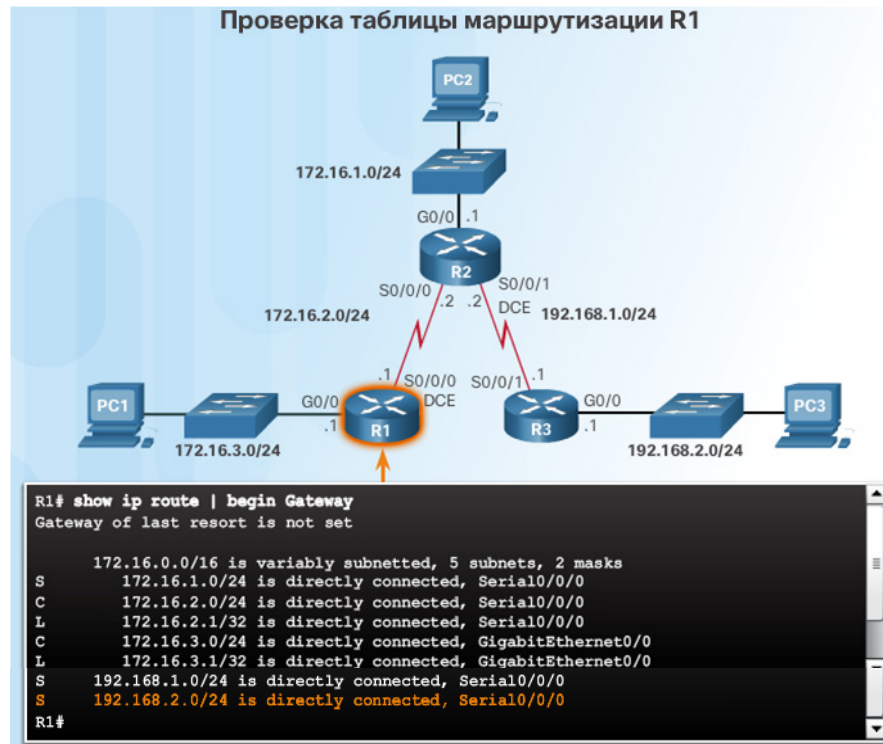 Проверка таблицы маршрутизации R1
PC2
172.16.1.0/24
G0/0 .1
R2
S0/0/0 S0/0/1
.2 .2 DCE
172.16.2.0/24 192.168.1.0/24
.1 S0/0/0 S0/0/1 .1
DCE
PC1 G0/0 G0/0 PC3
.1 R1 R3 .1
172.16.3.0/24 192.168.2.0/24
R1# show ip route | begin Gateway
Gateway of last resort is not set
172.16.0.0/16 is variably subnetted, 5 subnets, 2 masks
S 172.16.1.0/24 is directly connected, Serial0/0/0
C 172.16.2.0/24 is directly connected, Serial0/0/0
L 172.16.2.1/32 is directly connected, Serial0/0/0
C 172.16.3.0/24 is directly connected, GigabitEthernet0/0
L 172.16.3.1/32 is directly connected, GigabitEthernet0/0
S 192.168.1.0/24 is directly connected, Serial0/0/0
S 192.168.2.0/24 is directly connected, Serial0/0/0
R1#